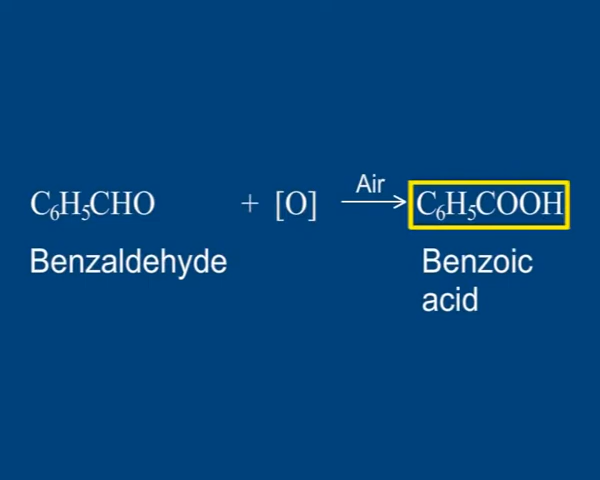 Air
C₆H₅CHO + [O] ⟶ C₆H₅COOH
Benzaldehyde Benzoic
acid